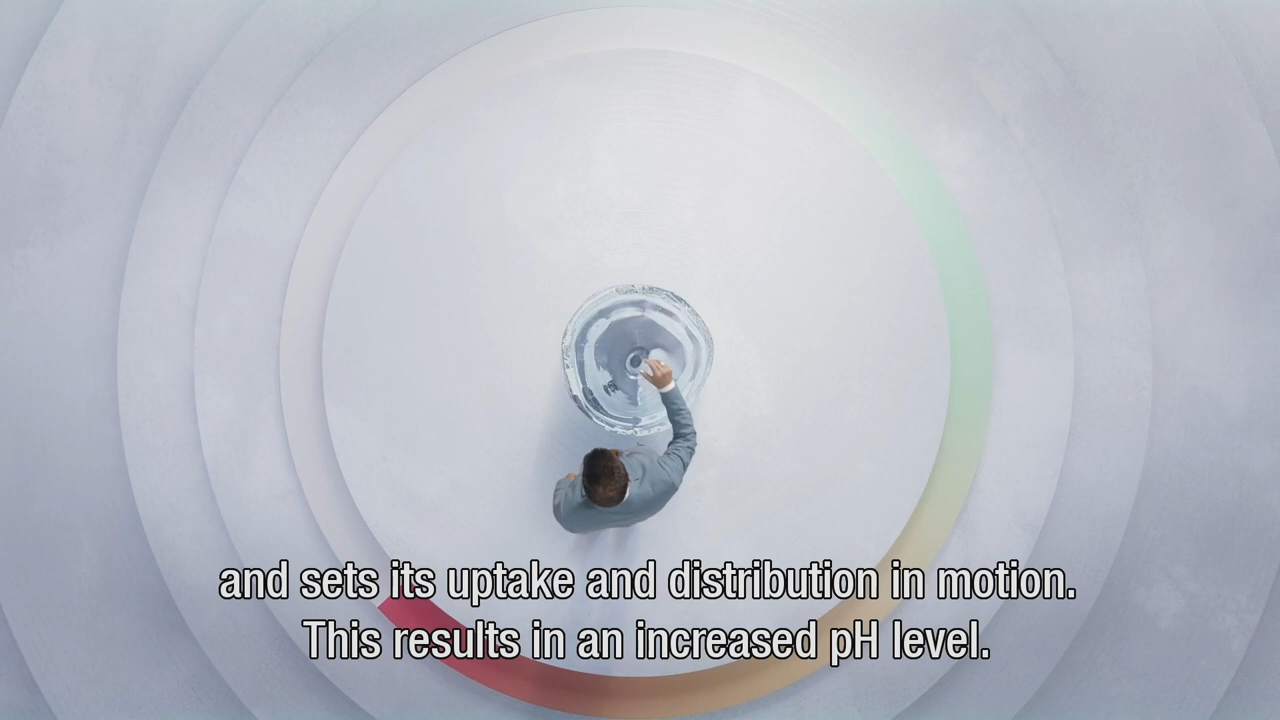 and sets its uptake and distribution in motion.
This results in an increased pH level.